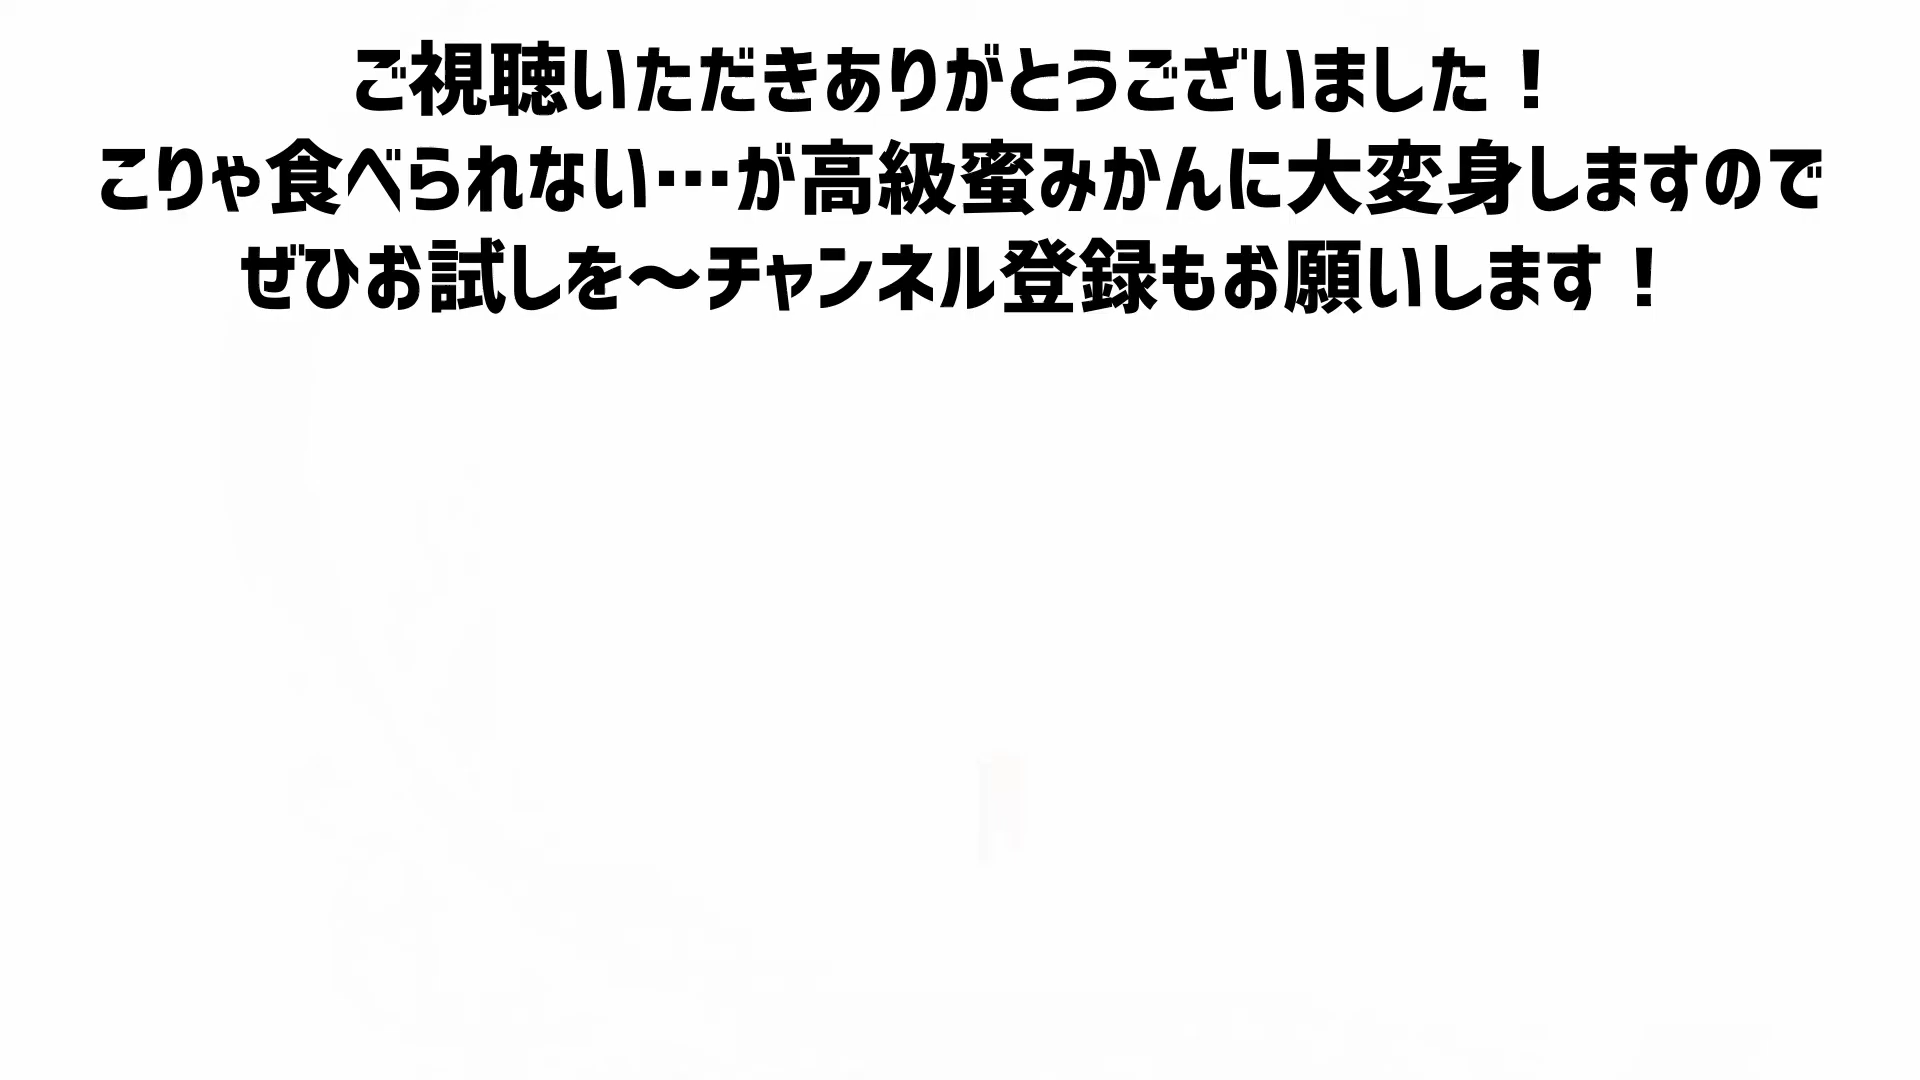 ご視聴いただきありがとうございました！
こりゃ食べられない…が高級蜜みかんに大変身しますので
ぜひお試しを～チャンネル登録もお願いします！